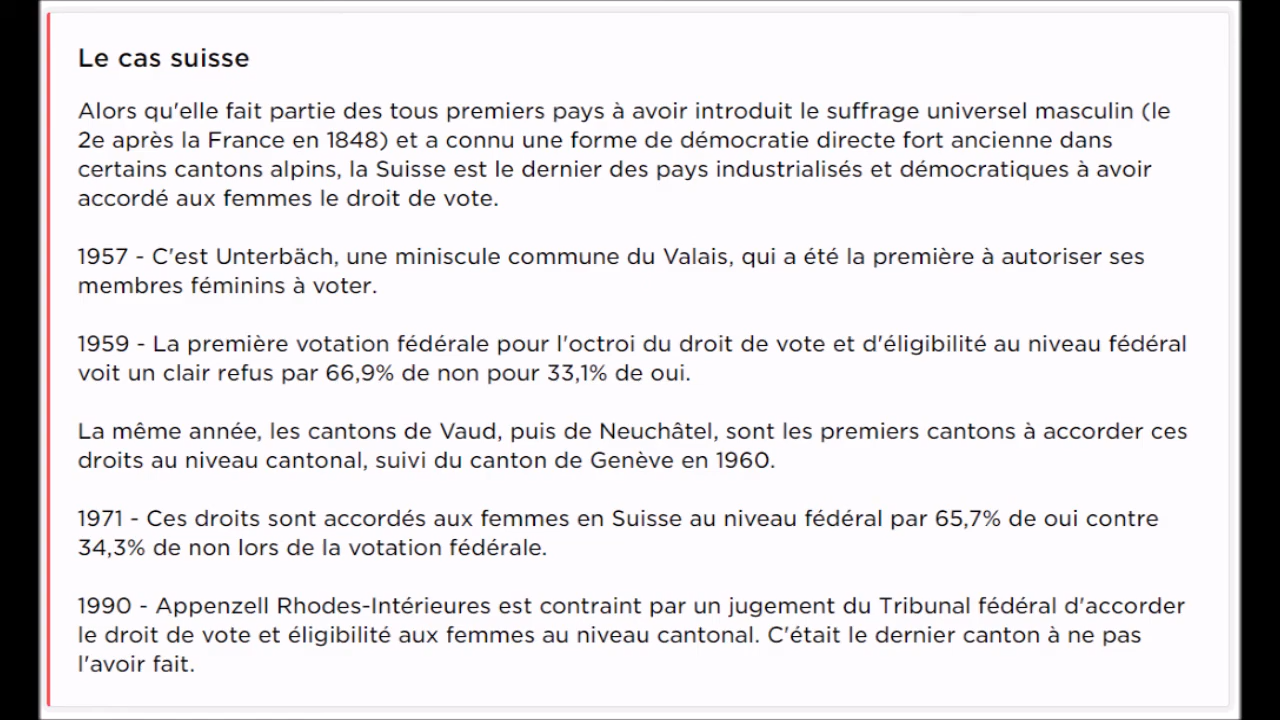 Le cas suisse
Alors qu'elle fait partie des tous premiers pays à avoir introduit le suffrage universel masculin (le
2e après la France en 1848) et a connu une forme de démocratie directe fort ancienne dans
certains cantons alpins, la Suisse est le dernier des pays industrialisés et démocratiques à avoir
accordé aux femmes le droit de vote.
1957 - C'est Unterbäch, une miniscule commune du Valais, qui a été la première à autoriser ses
membres féminins à voter.
1959 - La première votation fédérale pour l'octroi du droit de vote et d'éligibilité au niveau fédéral
voit un clair refus par 66,9% de non pour 33,1% de oui.
La même année, les cantons de Vaud, puis de Neuchâtel, sont les premiers cantons à accorder ces
droits au niveau cantonal, suivi du canton de Genève en 1960.
1971 - Ces droits sont accordés aux femmes en Suisse au niveau fédéral par 65,7% de oui contre
34,3% de non lors de la votation fédérale.
1990 - Appenzell Rhodes-Intérieures est contraint par un jugement du Tribunal fédéral d'accorder
le droit de vote et éligibilité aux femmes au niveau cantonal. C'était le dernier canton à ne pas
l'avoir fait.